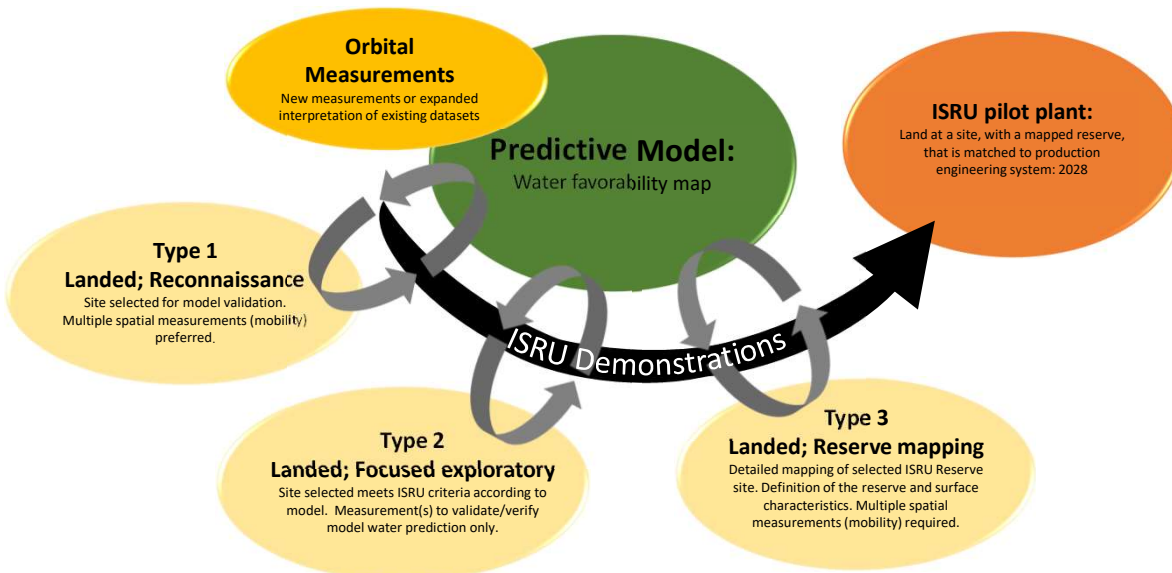 Orbital
Measurements
New measurements or expanded
interpretation of existing datasets
Predictive Model:
Water favorability map
ISRU pilot plant:
Land at a site, with a mapped reserve,
that is matched to production
engineering system: 2028
Type 1
Landed; Reconnaissance
Site selected for model validation.
Multiple spatial measurements (mobility)
preferred.
ISRU Demonstrations
Type 2
Landed; Focused exploratory
Site selected meets ISRU criteria according to
model. Measurement(s) to validate/verify
model water prediction only.
Type 3
Landed; Reserve mapping
Detailed mapping of selected ISRU Reserve
site. Definition of the reserve and surface
characteristics. Multiple spatial
measurements (mobility) required.